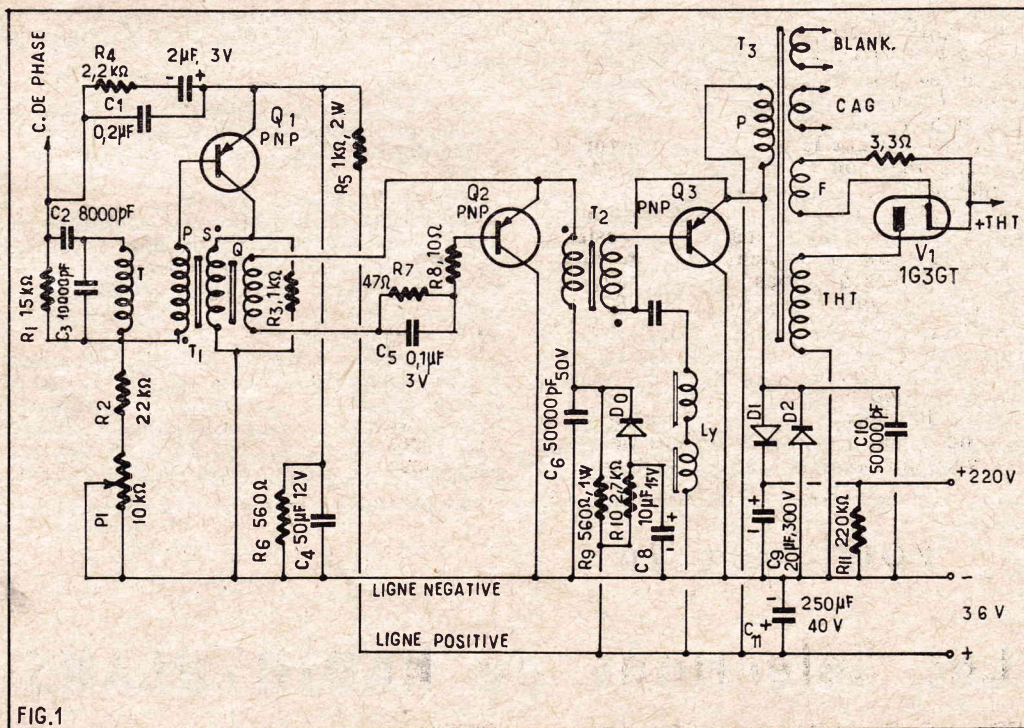 C. DE PHASE
R4
2,2kΩ
2µF, 3V
-
+
C1
0,2µF
Q1
PNP
R5 1kΩ, 2.W
C2 8000pF
R1 15kΩ
C3 10000pF
T
P
S
Q
T1
R3, 1kΩ
R2
22kΩ
P1
10kΩ
R6 560Ω
C4 50µF 12V
R7
47Ω
R8, 10Ω
C5 0,1µF
3V
Q2
PNP
T2
Q3
PNP
C6 50000pF 50V
R9 560Ω, 1W
DO
R10 2,7kΩ
10µF 15V
C8
+
-
Ly
T3
P
BLANK.
CAG
F
3,3Ω
+THT
V1
1G3GT
THT
D1
D2
C10
50000pF
+220V
+
-
C9
20µF, 300V
R11 220kΩ
LIGNE NEGATIVE
-
-
250µF
40V
+
C11
36V
LIGNE POSITIVE
+
FIG.1